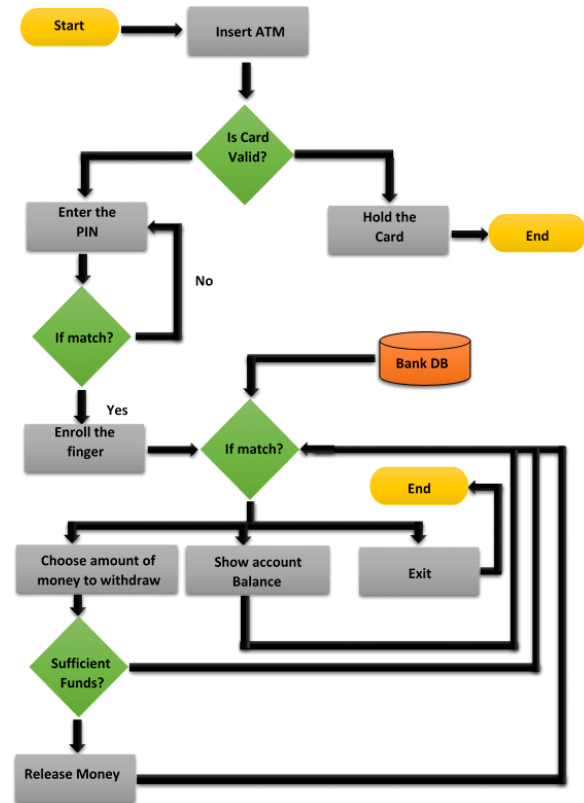 Start
Insert ATM
Is Card
Valid?
Enter the
PIN
Hold the
Card
End
No
If match?
Bank DB
Yes
Enroll the
finger
If match?
End
Choose amount of
money to withdraw
Show account
Balance
Exit
Sufficient
Funds?
Release Money